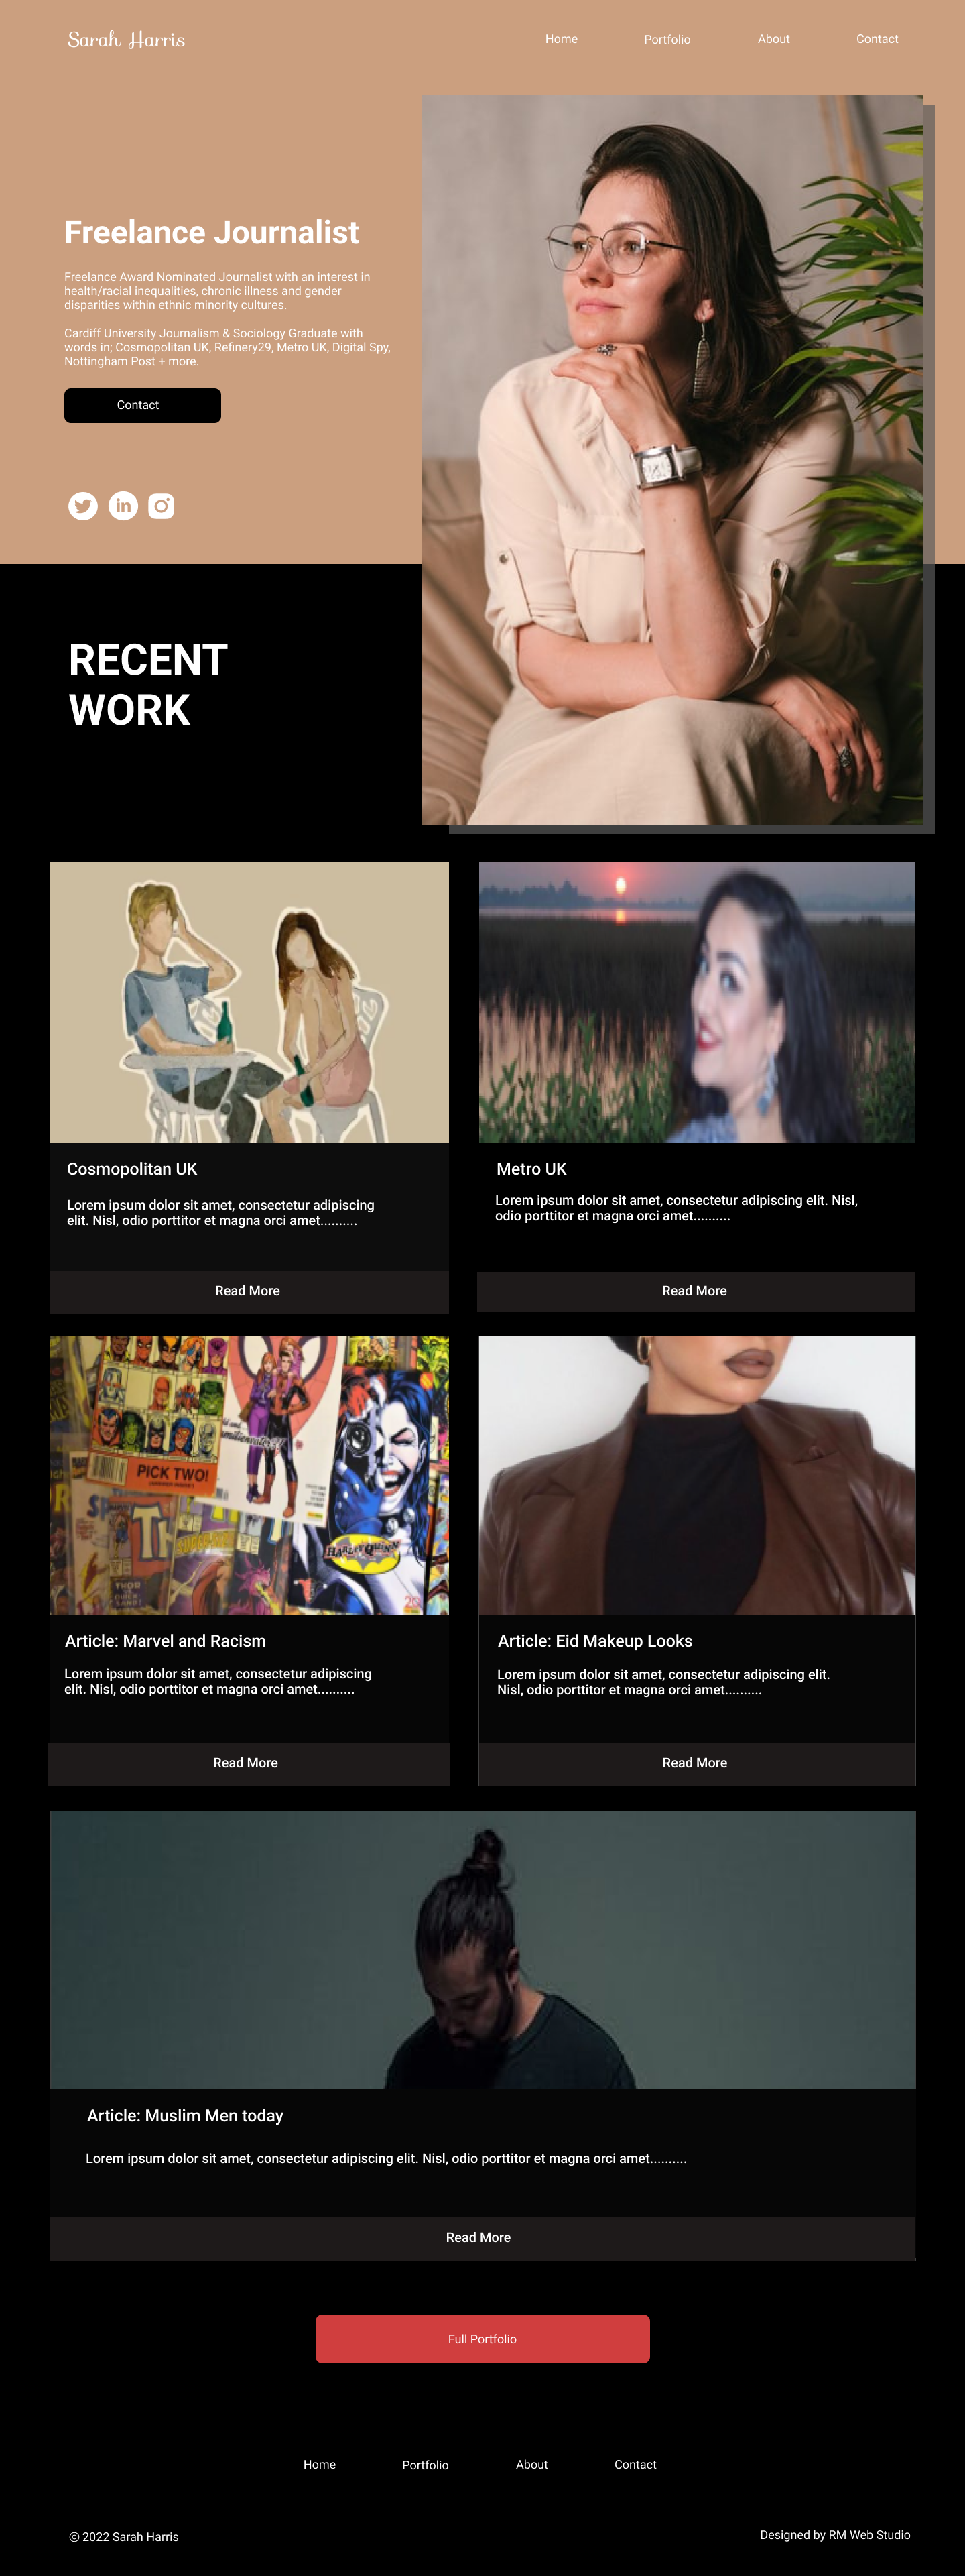 Sarah Harris
Home
Portfolio
About
Contact
Freelance Journalist
Freelance Award Nominated Journalist with an interest in
health/racial inequalities, chronic illness and gender
disparities within ethnic minority cultures.
Cardiff University Journalism & Sociology Graduate with
words in; Cosmopolitan UK, Refinery29, Metro UK, Digital Spy,
Nottingham Post + more.
Contact
in
RECENT
WORK
Cosmopolitan UK
Lorem ipsum dolor sit amet, consectetur adipiscing
elit. Nisl, odio porttitor et magna orci amet..........
Read More
Metro UK
Lorem ipsum dolor sit amet, consectetur adipiscing elit. Nisl,
odio porttitor et magna orci amet..........
Read More
PICK TWO!
HARLEY QUINN
THOR
Article: Marvel and Racism
Lorem ipsum dolor sit amet, consectetur adipiscing
elit. Nisl, odio porttitor et magna orci amet..........
Read More
Article: Eid Makeup Looks
Lorem ipsum dolor sit amet, consectetur adipiscing elit.
Nisl, odio porttitor et magna orci amet..........
Read More
Article: Muslim Men today
Lorem ipsum dolor sit amet, consectetur adipiscing elit. Nisl, odio porttitor et magna orci amet..........
Read More
Full Portfolio
Home
Portfolio
About
Contact
© 2022 Sarah Harris
Designed by RM Web Studio